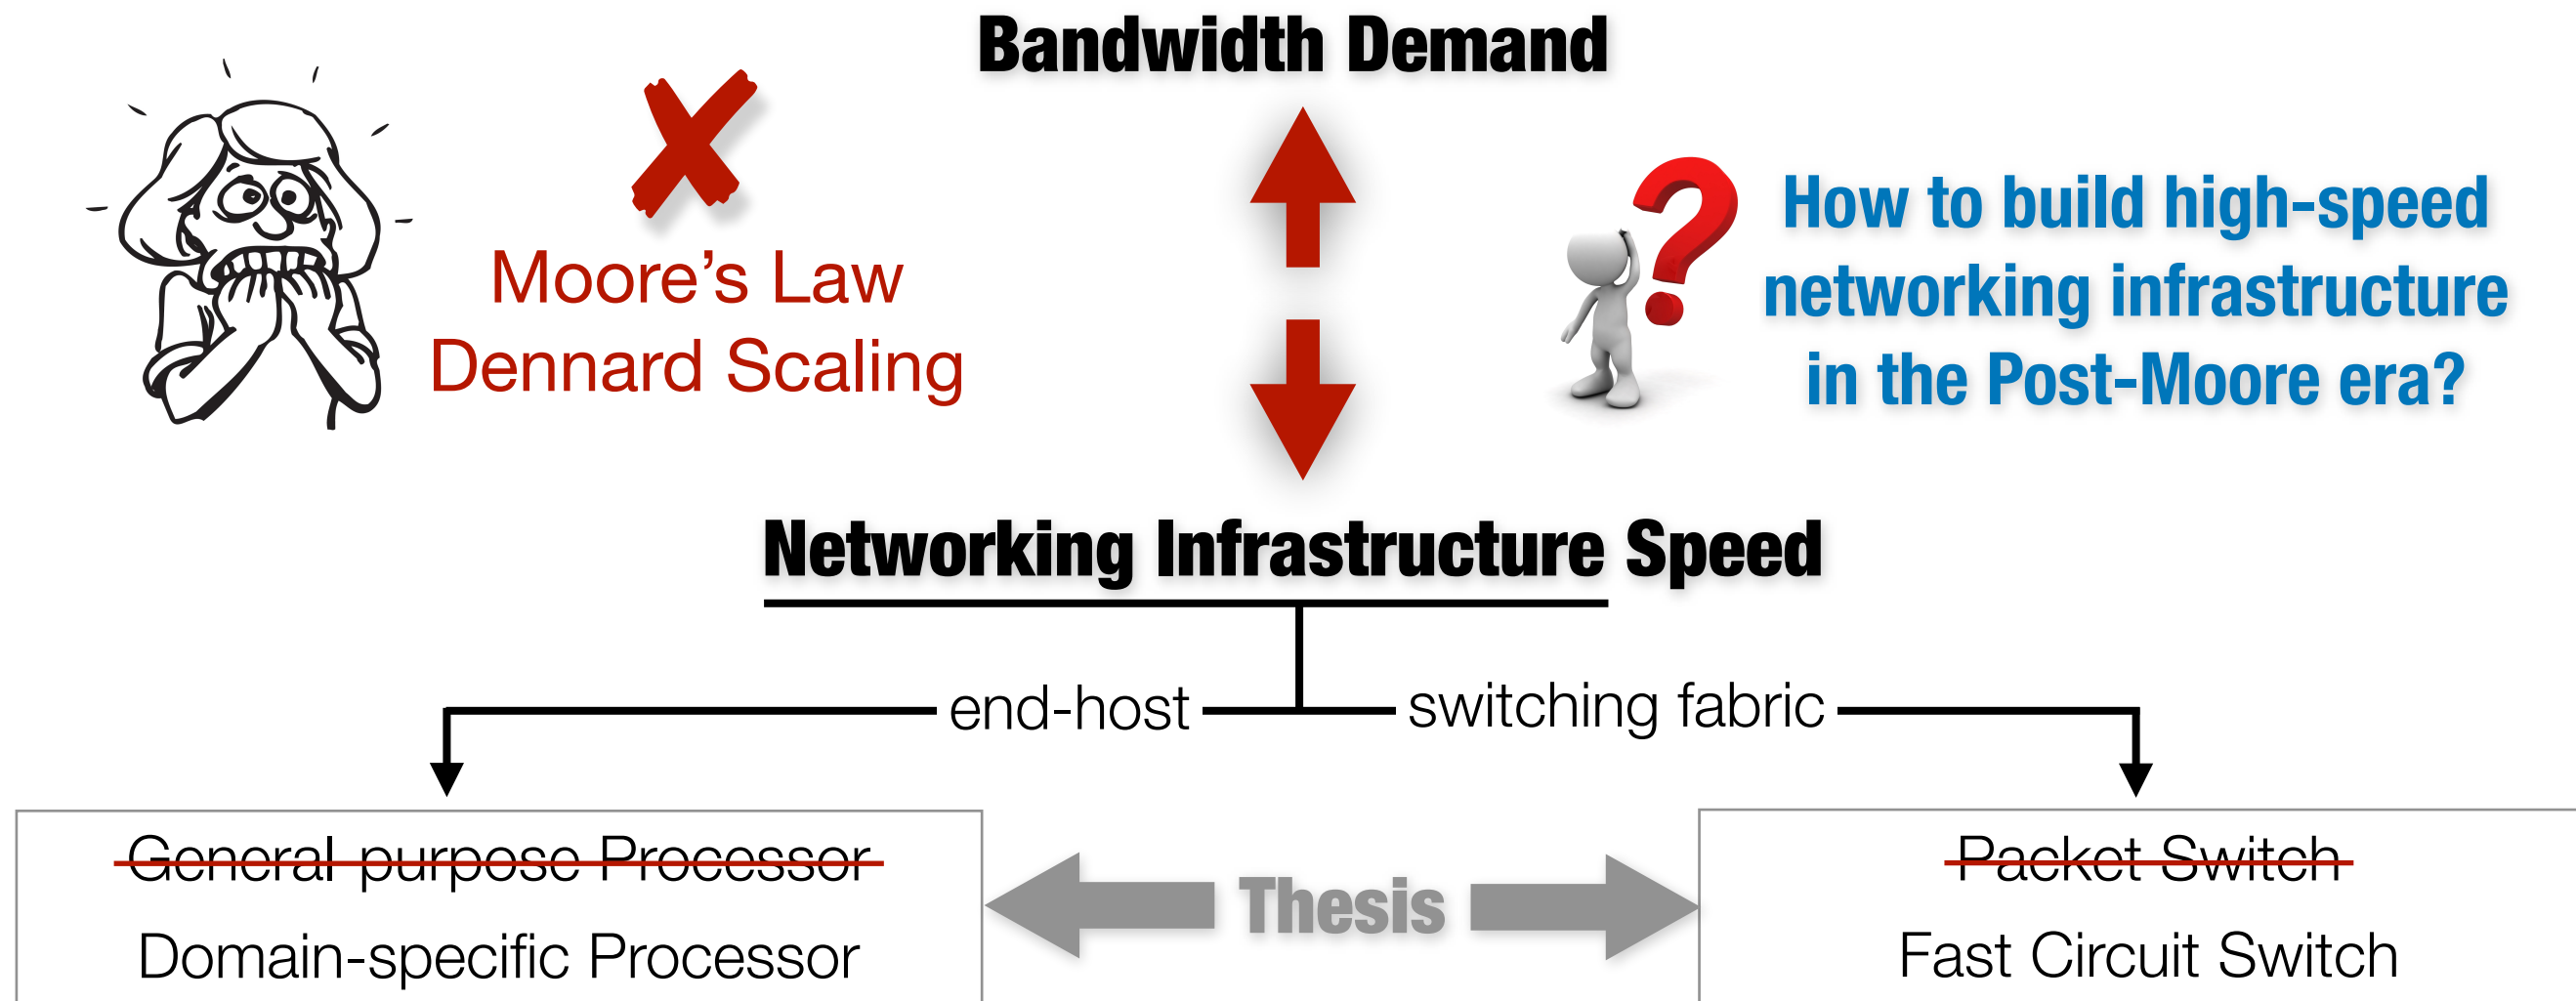 Bandwidth Demand
Moore's Law
Dennard Scaling
?
How to build high-speed
networking infrastructure
in the Post-Moore era?
Networking Infrastructure Speed
end-host
switching fabric
General-purpose Processor
Domain-specific Processor
Thesis
Packet Switch
Fast Circuit Switch